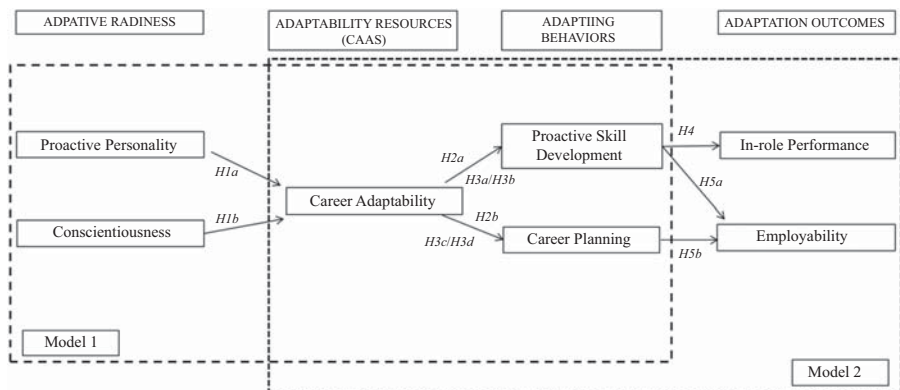 ADPATIVE RADINESS
ADAPTABILITY RESOURCES
(CAAS)
ADAPTIING
BEHAVIORS
ADAPTATION OUTCOMES
Proactive Personality
H1a
Conscientiousness
H1b
Career Adaptability
H2a
H3a/H3b
H2b
H3c/H3d
Proactive Skill
Development
Career Planning
H4
H5a
H5b
In-role Performance
Employability
Model 1
Model 2